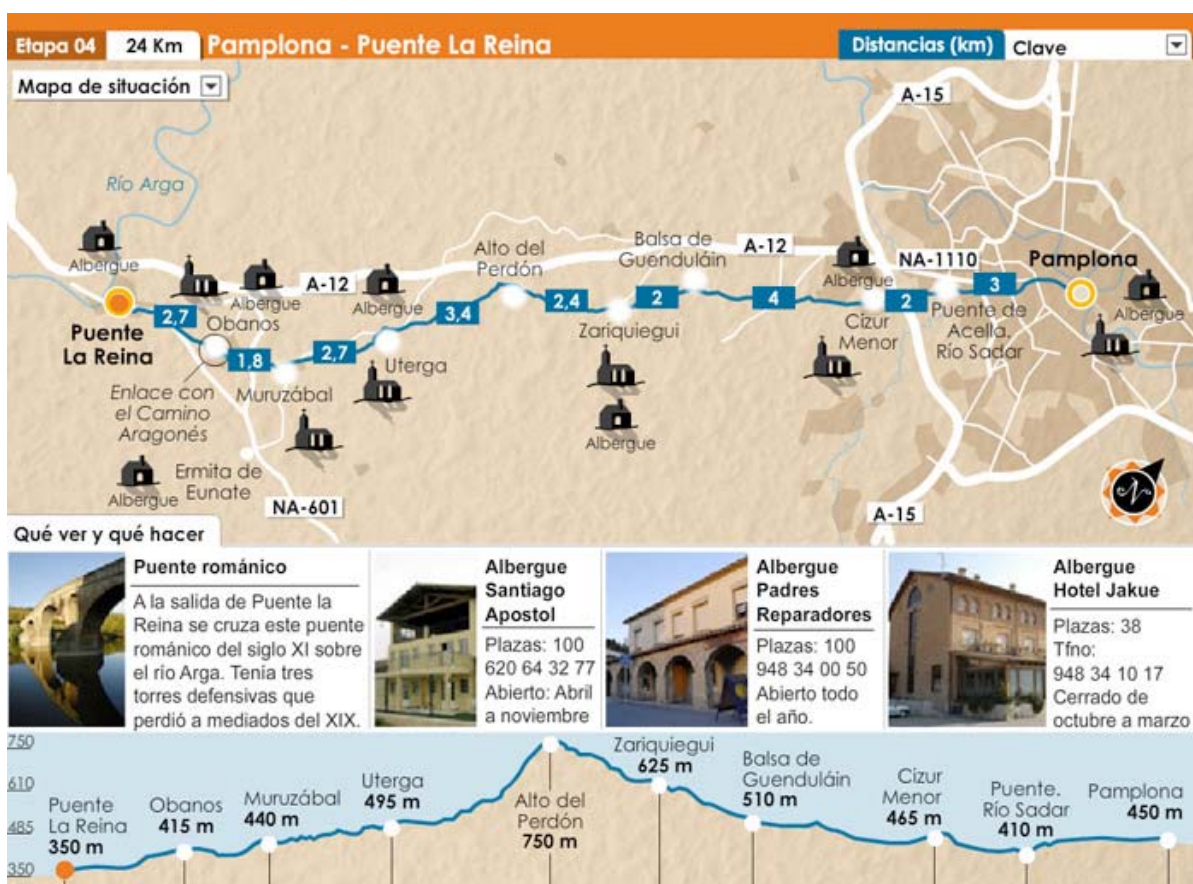 Etapa 04 24 Km Pamplona - Puente La Reina
Distancias (km) Clave
Mapa de situación
A-15
Río Arga
Albergue
Albergue
A-12
Albergue
Alto del
Perdón
Balsa de
Guenduláin
A-12
Albergue
NA-1110
Pamplona
Albergue
Puente
La Reina
2,7
Obanos
1,8
Muruzábal
2,7
Uterga
3,4
2,4
Zariquiegui
2
4
Cizur
Menor
2
Puente de
Acella.
Río Sadar
3
Enlace con
el Camino
Aragonés
Albergue
Albergue
Ermita de
Eunate
NA-601
A-15
N
Qué ver y qué hacer
Puente románico
A la salida de Puente la
Reina se cruza este puente
románico del siglo XI sobre
el río Arga. Tenía tres
torres defensivas que
perdió a mediados del XIX.
Albergue
Santiago
Apostol
Plazas: 100
620 64 32 77
Abierto: Abril
a noviembre
Albergue
Padres
Reparadores
Plazas: 100
948 34 00 50
Abierto todo
el año.
Albergue
Hotel Jakue
Plazas: 38
Tfno:
948 34 10 17
Cerrado de
octubre a marzo
750
610
485
350
Puente
La Reina
350 m
Obanos
415 m
Muruzábal
440 m
Uterga
495 m
Alto del
Perdón
750 m
Zariquiegui
625 m
Balsa de
Guenduláin
510 m
Cizur
Menor
465 m
Puente.
Río Sadar
410 m
Pamplona
450 m